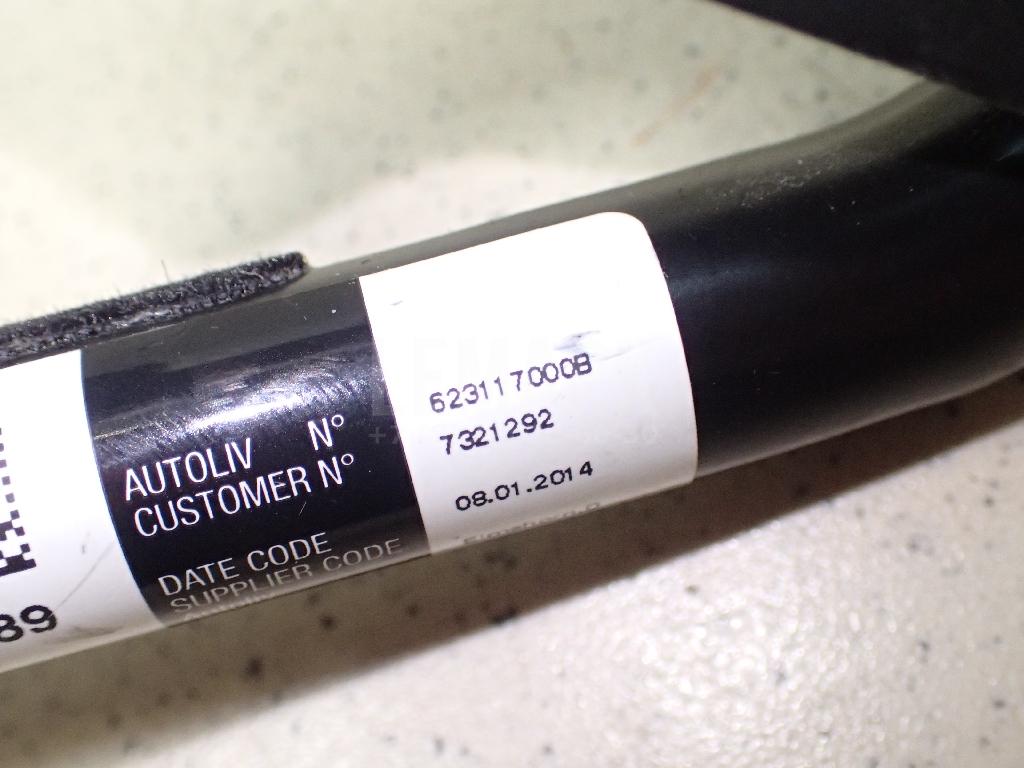 AUTOLIV N° 623117000B
CUSTOMER N° 7321292
DATE CODE 08.01.2014
SUPPLIER CODE
89